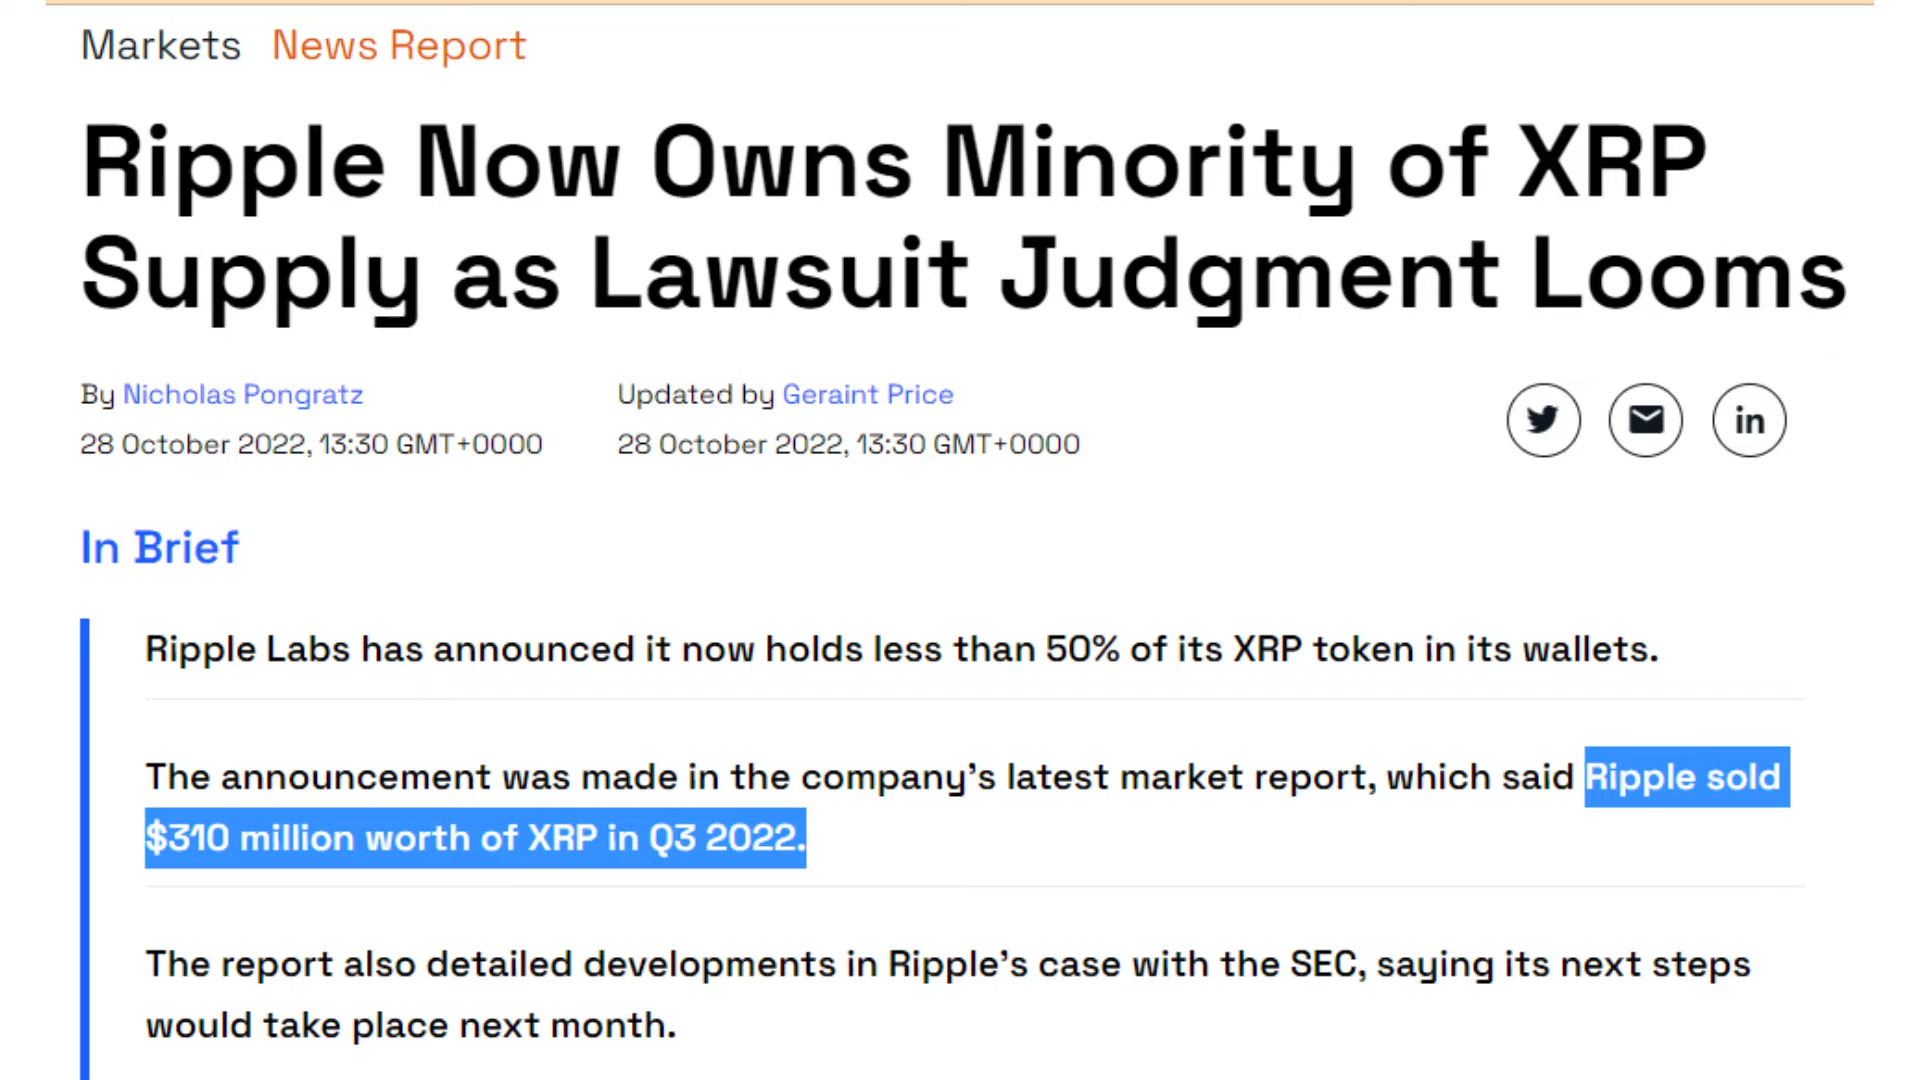 Markets News Report
Ripple Now Owns Minority of XRP
Supply as Lawsuit Judgment Looms
By Nicholas Pongratz Updated by Geraint Price
28 October 2022, 13:30 GMT+0000 28 October 2022, 13:30 GMT+0000
in
In Brief
Ripple Labs has announced it now holds less than 50% of its XRP token in its wallets.
The announcement was made in the company’s latest market report, which said Ripple sold
$310 million worth of XRP in Q3 2022.
The report also detailed developments in Ripple’s case with the SEC, saying its next steps
would take place next month.